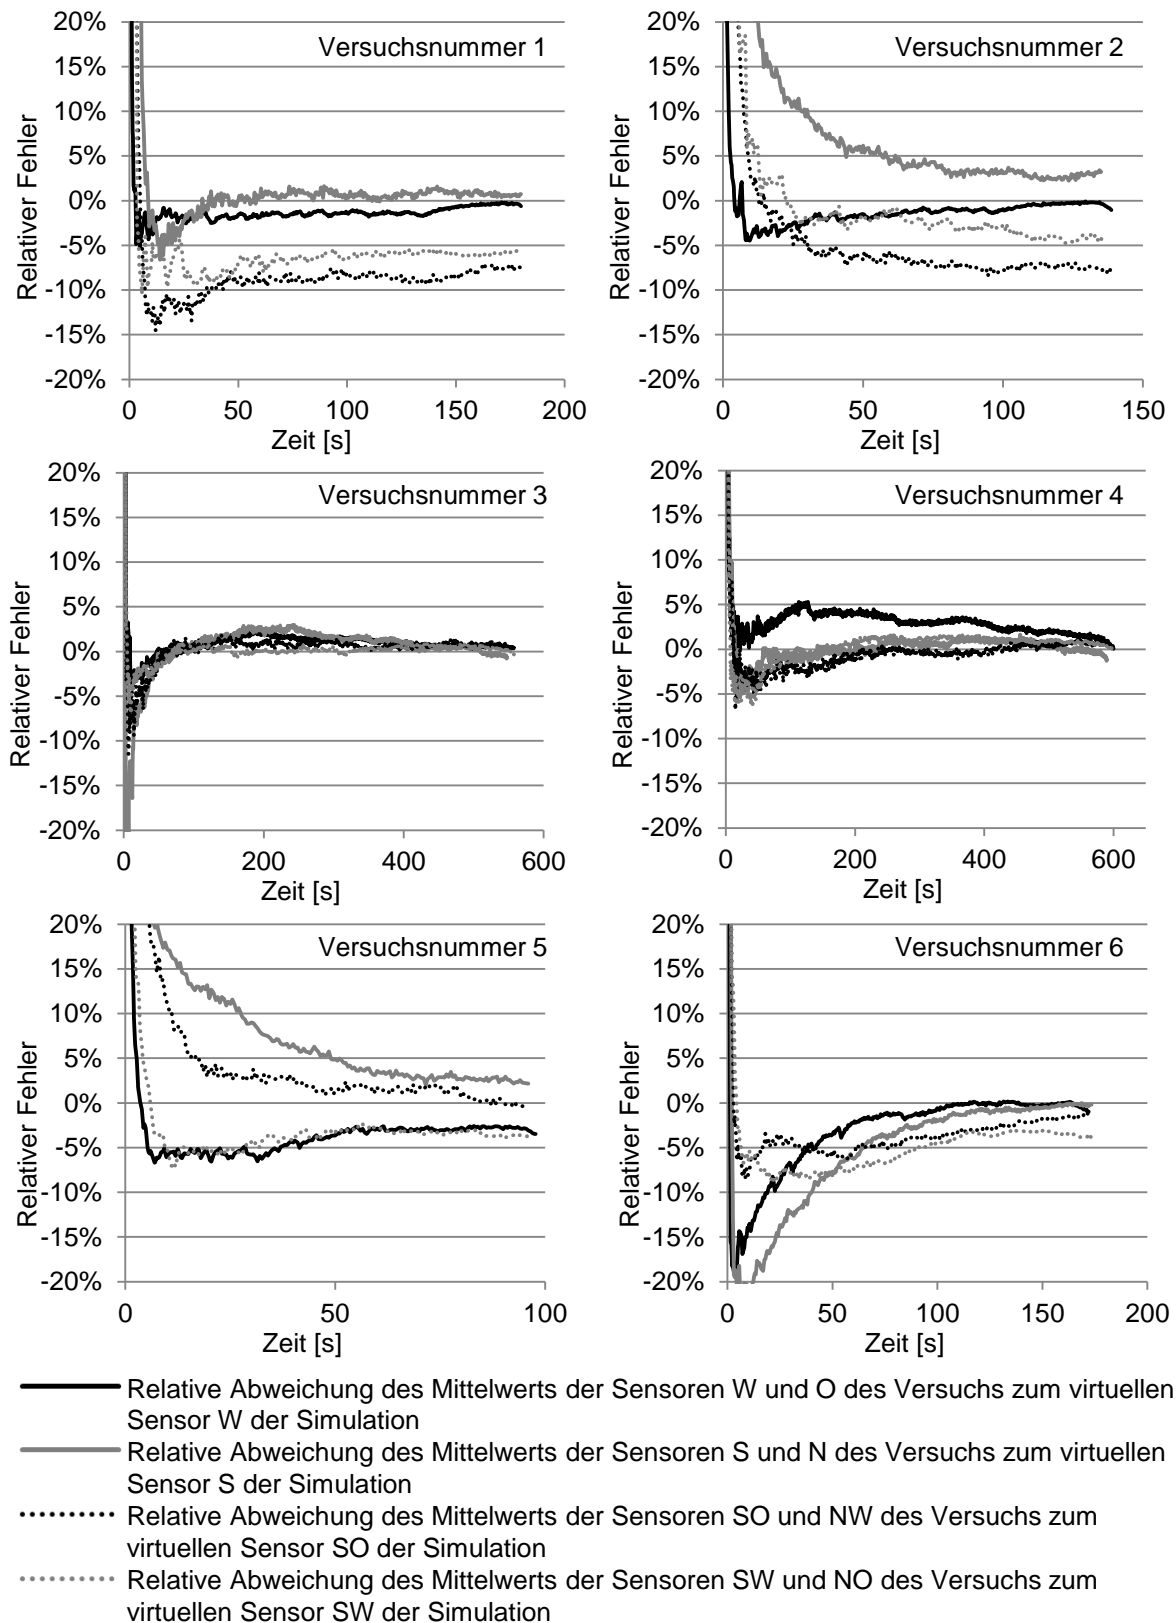 Versuchsnummer 1
20%
15%
10%
5%
0%
-5%
-10%
-15%
-20%
Relativer Fehler
0 50 100 150 200
Zeit [s]
Versuchsnummer 2
20%
15%
10%
5%
0%
-5%
-10%
-15%
-20%
Relativer Fehler
0 50 100 150
Zeit [s]
Versuchsnummer 3
20%
15%
10%
5%
0%
-5%
-10%
-15%
-20%
Relativer Fehler
0 200 400 600
Zeit [s]
Versuchsnummer 4
20%
15%
10%
5%
0%
-5%
-10%
-15%
-20%
Relativer Fehler
0 200 400 600
Zeit [s]
Versuchsnummer 5
20%
15%
10%
5%
0%
-5%
-10%
-15%
-20%
Relativer Fehler
0 50 100
Zeit [s]
Versuchsnummer 6
20%
15%
10%
5%
0%
-5%
-10%
-15%
-20%
Relativer Fehler
0 50 100 150 200
Zeit [s]
Relative Abweichung des Mittelwerts der Sensoren W und O des Versuchs zum virtuellen
Sensor W der Simulation
Relative Abweichung des Mittelwerts der Sensoren S und N des Versuchs zum virtuellen
Sensor S der Simulation
Relative Abweichung des Mittelwerts der Sensoren SO und NW des Versuchs zum
virtuellen Sensor SO der Simulation
Relative Abweichung des Mittelwerts der Sensoren SW und NO des Versuchs zum
virtuellen Sensor SW der Simulation